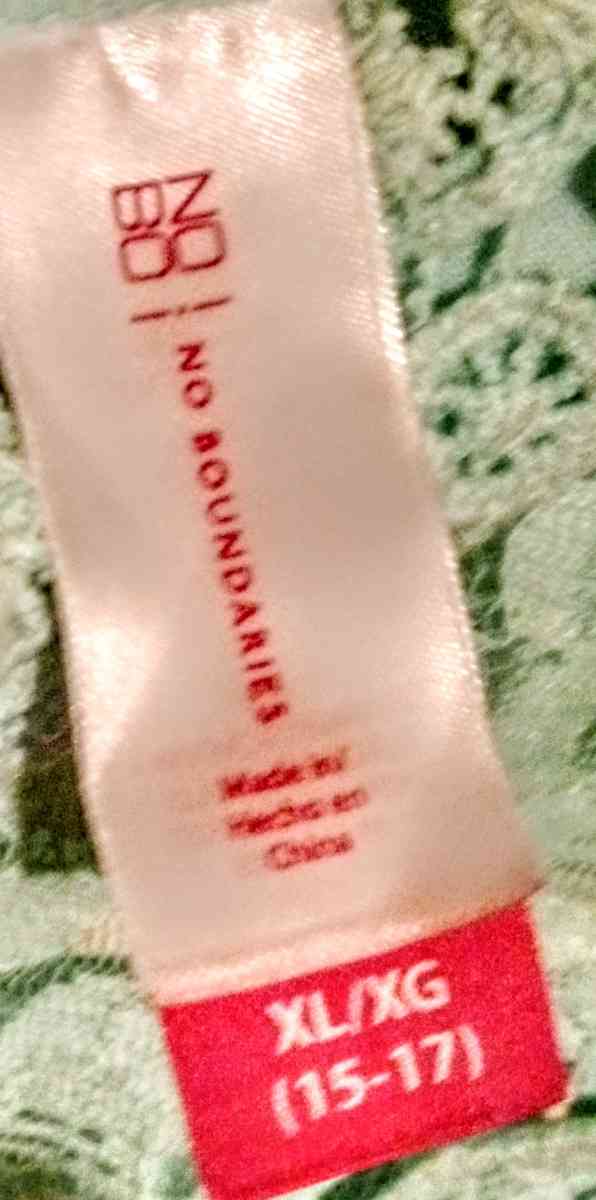 NO
BO
NO BOUNDARIES
Made in/
Hecho en
China
XL/XG
(15-17)